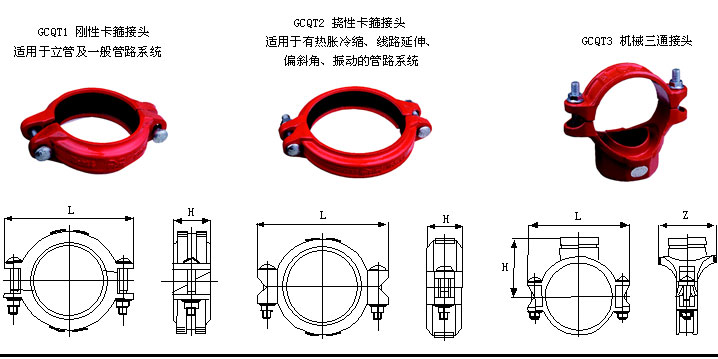 GCQT1 刚性卡箍接头
适用于立管及一般管路系统
GCQT2 挠性卡箍接头
适用于有热胀冷缩、线路延伸、
偏斜角、振动的管路系统
GCQT3 机械三通接头
L
H
L
H
L
H
Z